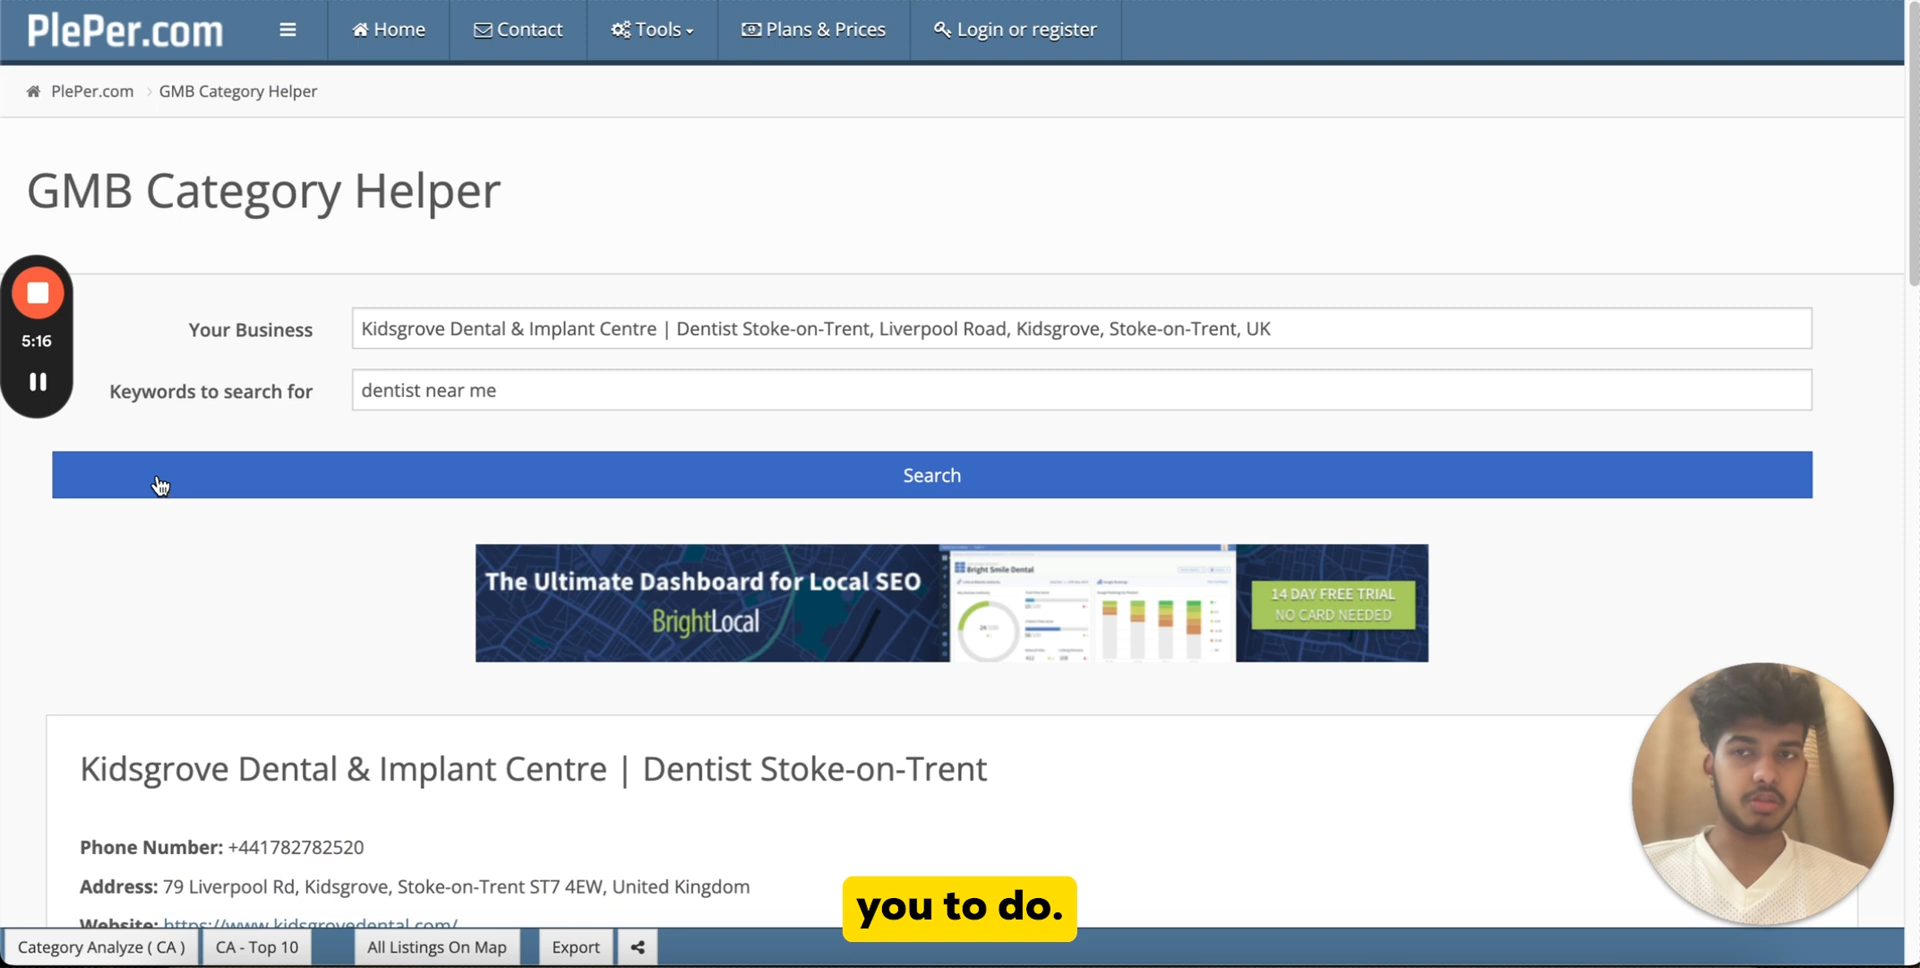 PlePer.com
Home
Contact
Tools
Plans & Prices
Login or register
PlePer.com > GMB Category Helper
GMB Category Helper
5:16
Your Business
Kidsgrove Dental & Implant Centre | Dentist Stoke-on-Trent, Liverpool Road, Kidsgrove, Stoke-on-Trent, UK
Keywords to search for
dentist near me
Search
The Ultimate Dashboard for Local SEO
BrightLocal
Bright Smile Dental
14 DAY FREE TRIAL
NO CARD NEEDED
Kidsgrove Dental & Implant Centre | Dentist Stoke-on-Trent
Phone Number: +441782782520
Address: 79 Liverpool Rd, Kidsgrove, Stoke-on-Trent ST7 4EW, United Kingdom
Website: https://www.kidsgrovedental.com/
you to do.
Category Analyze ( CA )
CA - Top 10
All Listings On Map
Export